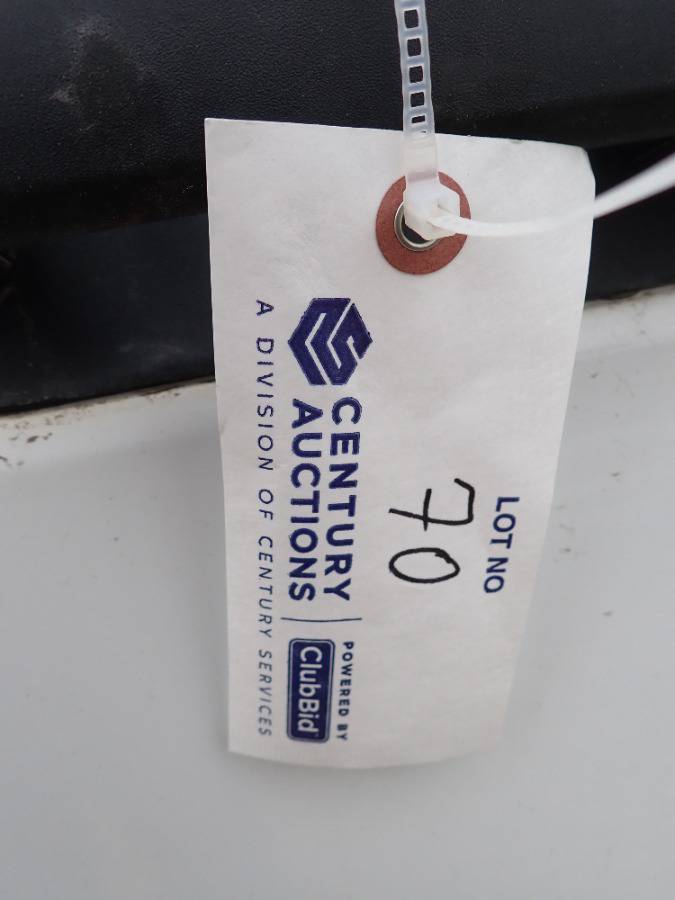 LOT NO
70
CENTURY
AUCTIONS
POWERED BY
ClubBid
A DIVISION OF CENTURY SERVICES